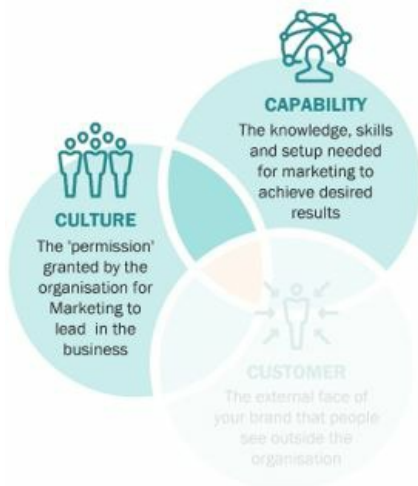 CAPABILITY
The knowledge, skills
and setup needed
for marketing to
achieve desired
results
CULTURE
The 'permission'
granted by the
organisation for
Marketing to
lead in the
business
CUSTOMER
The external face of
your brand that people
see outside the
organisation